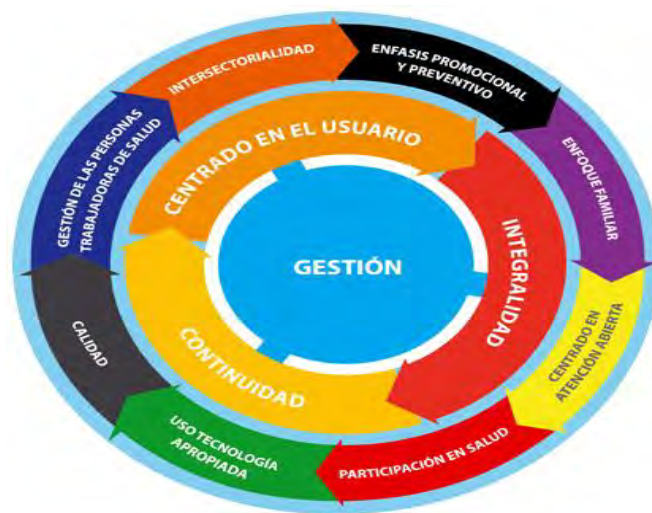 INTERSECTORIALIDAD
ENFASIS PROMOCIONAL
Y PREVENTIVO
ENFOQUE FAMILIAR
CENTRADO EN
ATENCIÓN ABIERTA
PARTICIPACIÓN EN SALUD
USO TECNOLOGÍA
APROPIADA
CALIDAD
GESTIÓN DE LAS PERSONAS
TRABAJADORAS DE SALUD
CENTRADO EN EL USUARIO
INTEGRALIDAD
CONTINUIDAD
GESTIÓN